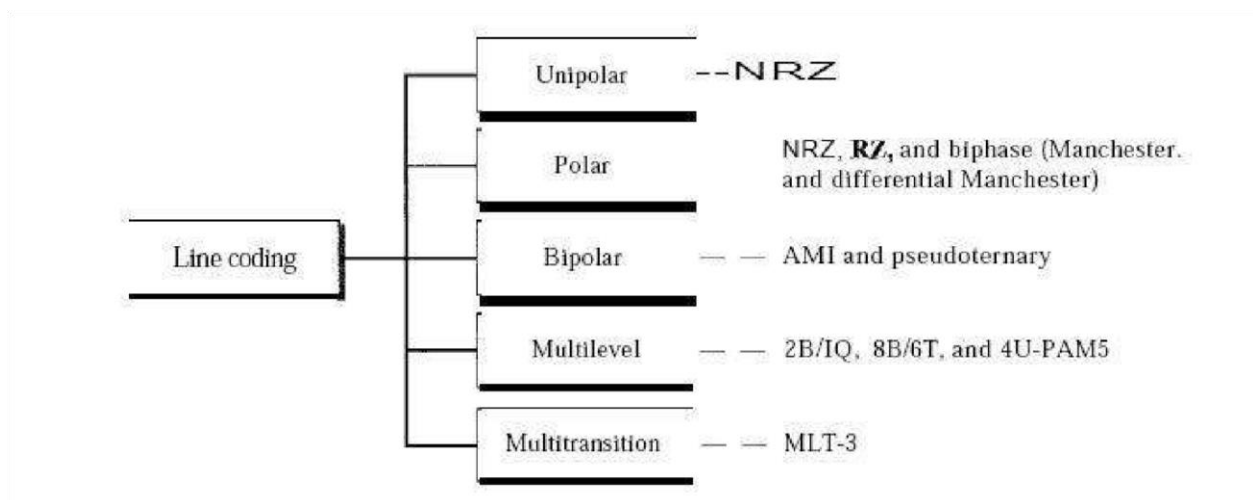 Unipolar --NRZ
Polar NRZ, RZ, and biphase (Manchester.
and differential Manchester)
Line coding
Bipolar — — AMI and pseudoternary
Multilevel — — 2B/IQ, 8B/6T, and 4U-PAM5
Multitransition — — MLT-3